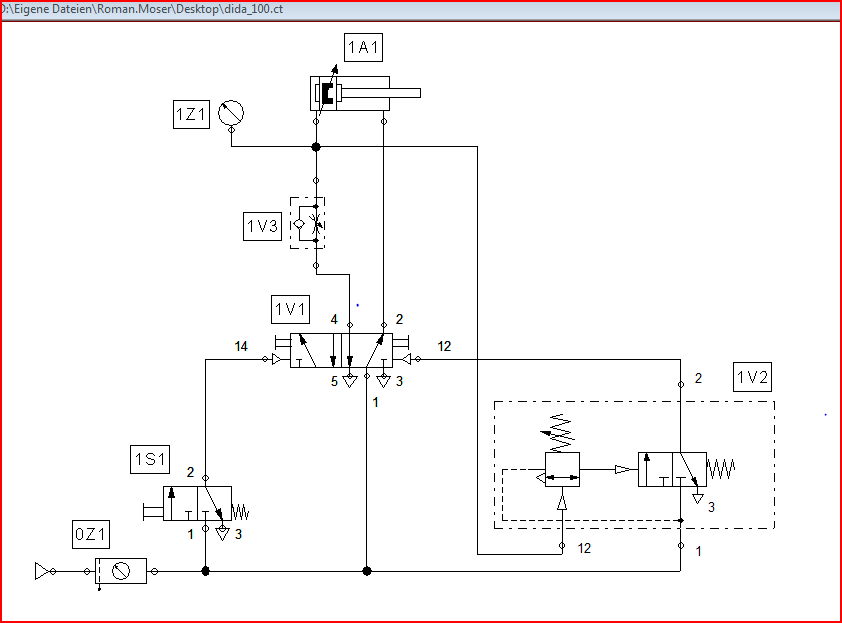 D:\Eigene Dateien\Roman.Moser\Desktop\dida_100.ct
1A1
1Z1
1V3
1V1
4
2
14
12
5
3
1
2
1V2
1S1
2
1
3
3
0Z1
12
1